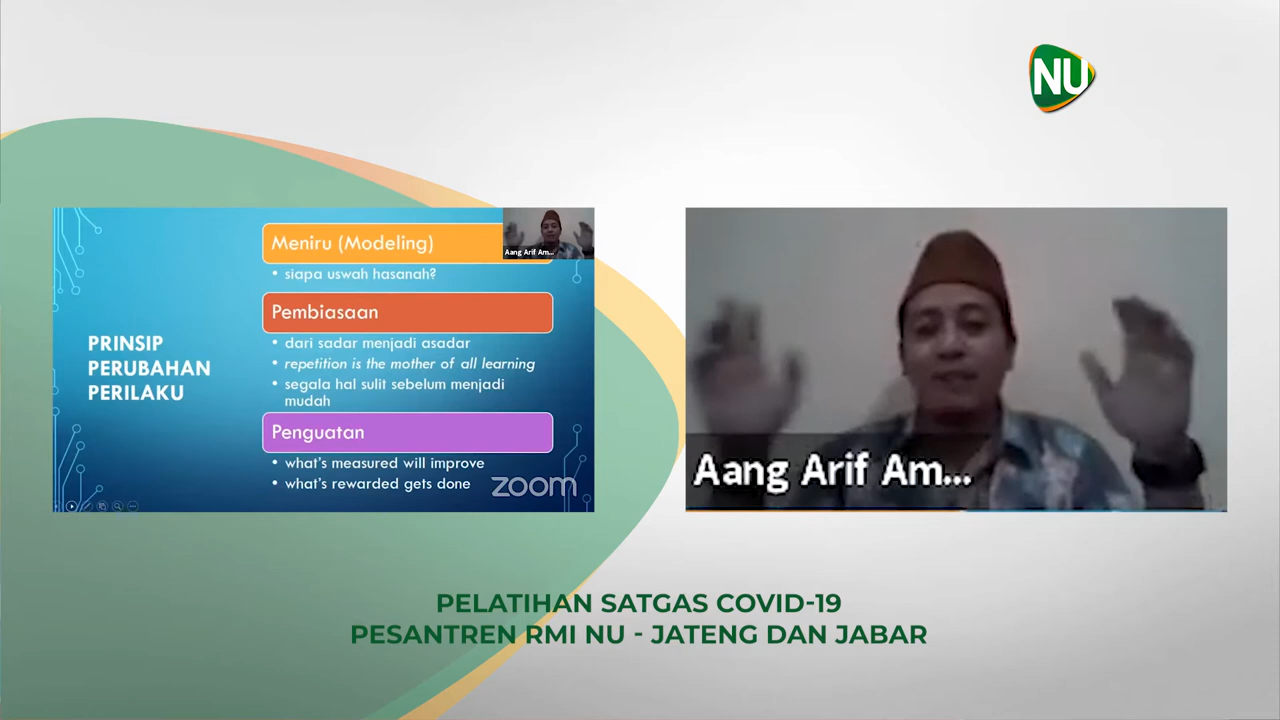 NU
PRINSIP
PERUBAHAN
PERILAKU
Meniru (Modeling)
• siapa uswah hasanah?
Pembiasaan
• dari sadar menjadi asadar
• repetition is the mother of all learning
• segala hal sulit sebelum menjadi
mudah
Penguatan
• what's measured will improve
• what's rewarded gets done
zoom
Aang Arif Am...
Aang Arif Am...
PELATIHAN SATGAS COVID-19
PESANTREN RMI NU - JATENG DAN JABAR